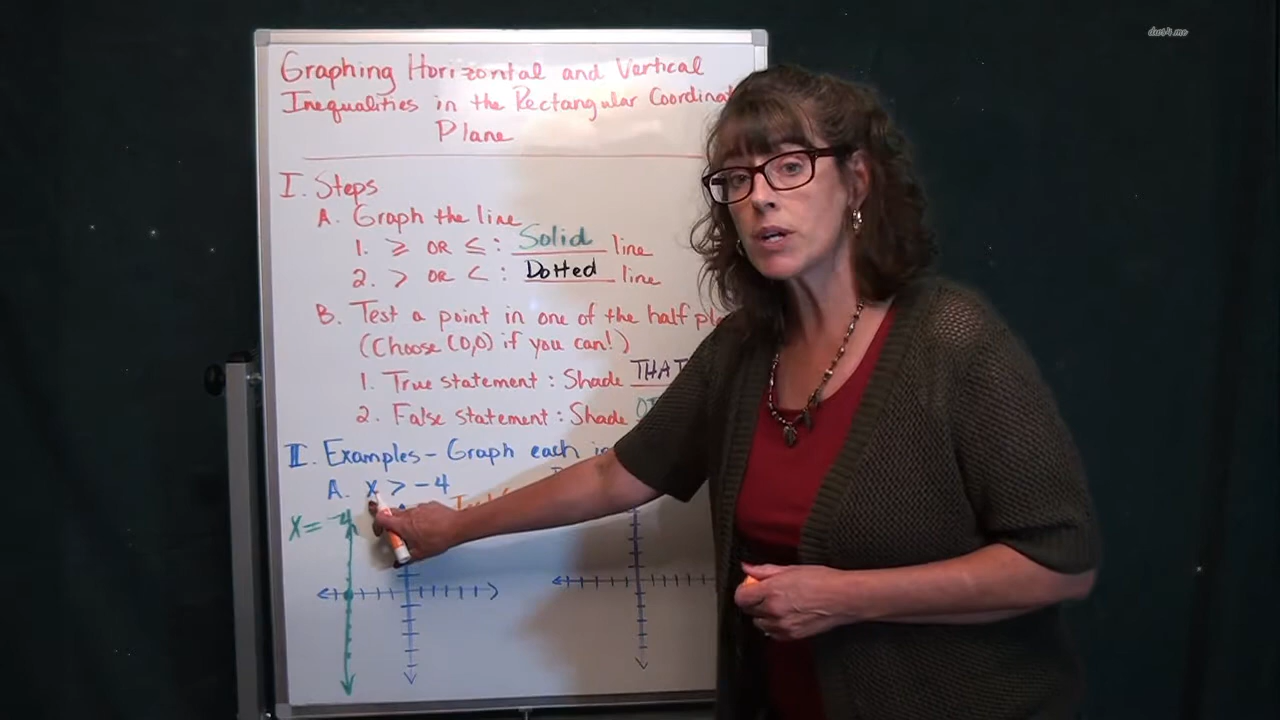 Graphing Horizontal and Vertical
Inequalities in the Rectangular Coordinat
Plane
I. Steps
A. Graph the line
1. ≥ OR ≤ : Solid line
2. > OR < : Dotted line
B. Test a point in one of the half
(Choose (0,0) if you can!)
1. True statement : Shade THAT
2. False statement : Shade
II. Examples - Graph each
A. x > -4
X = -4